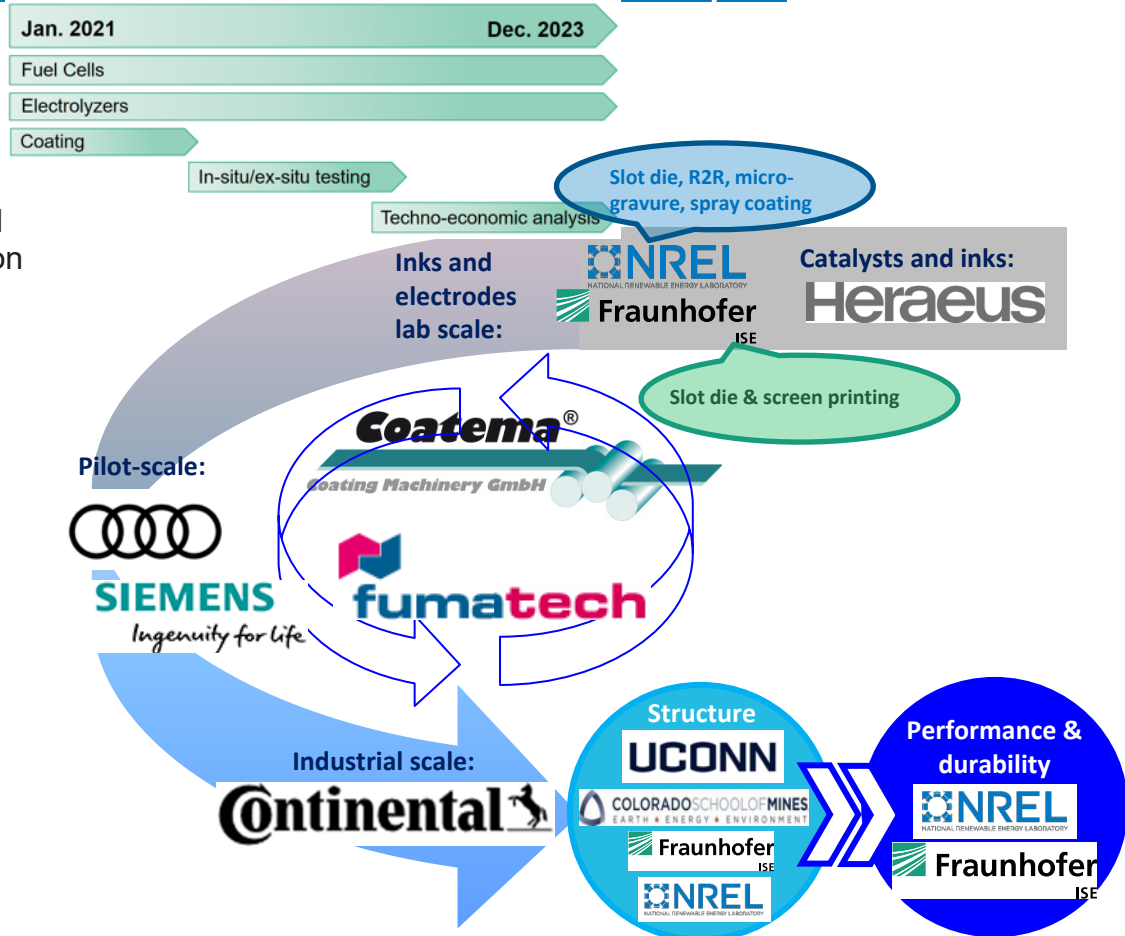 Jan. 2021 Dec. 2023
Fuel Cells
Electrolyzers
Coating
In-situ/ex-situ testing
Techno-economic analysis
on
Slot die, R2R, micro-
gravure, spray coating
Inks and
electrodes
lab scale:
NREL
NATIONAL RENEWABLE ENERGY LABORATORY
Fraunhofer
ISE
Catalysts and inks:
Heraeus
Slot die & screen printing
Coatema®
Coating Machinery GmbH
fumatech
Pilot-scale:
SIEMENS
Ingenuity for life
Industrial scale:
Continental
Structure
UCONN
COLORADOSCHOOLOFMINES
EARTH ENERGY ENVIRONMENT
Fraunhofer
ISE
NREL
NATIONAL RENEWABLE ENERGY LABORATORY
Performance &
durability
NREL
NATIONAL RENEWABLE ENERGY LABORATORY
Fraunhofer
ISE